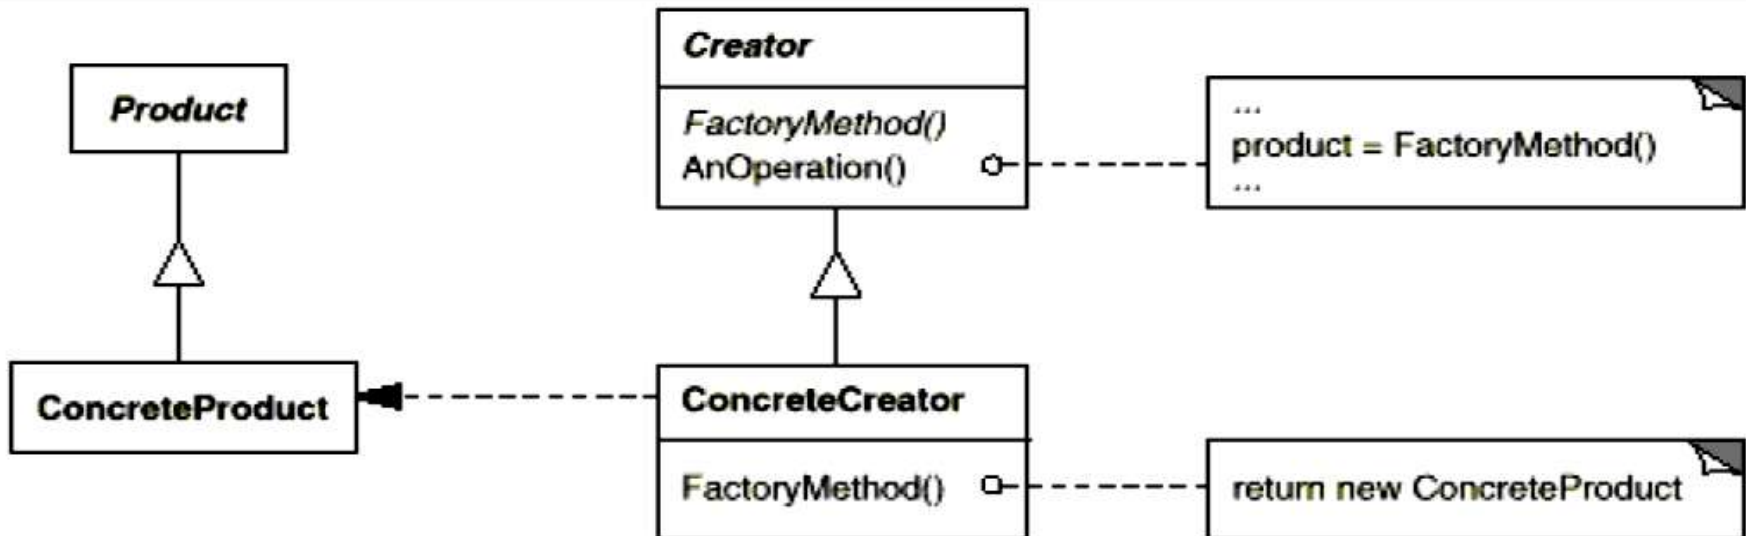 Product
ConcreteProduct
Creator
FactoryMethod()
AnOperation()
...
product = FactoryMethod()
...
ConcreteCreator
FactoryMethod()
return new ConcreteProduct